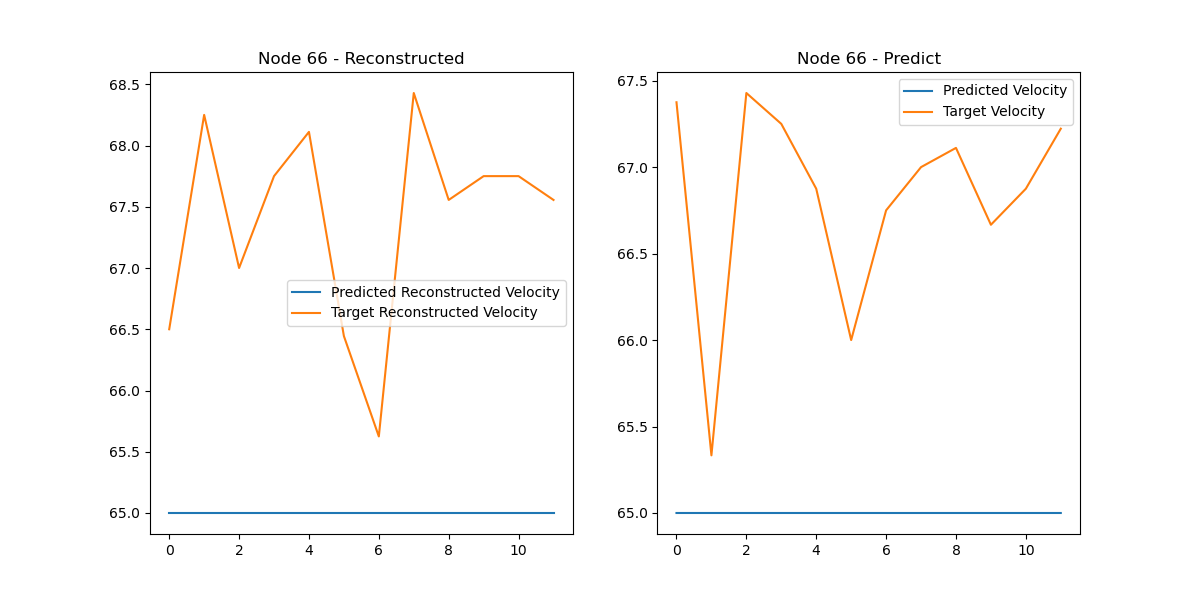 Node 66 - Reconstructed
68.5
68.0
67.5
67.0
66.5
66.0
65.5
65.0
0 2 4 6 8 10
Predicted Reconstructed Velocity
Target Reconstructed Velocity
Node 66 - Predict
67.5
67.0
66.5
66.0
65.5
65.0
0 2 4 6 8 10
Predicted Velocity
Target Velocity